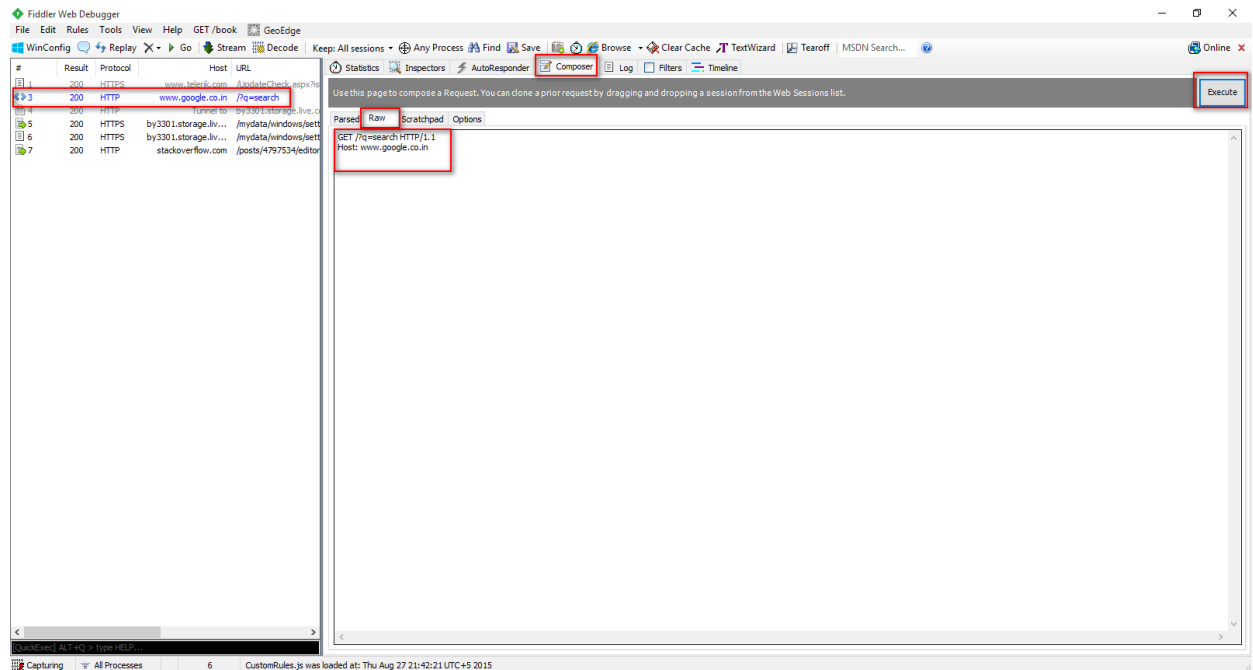 Fiddler Web Debugger
File Edit Rules Tools View Help GET /book GeoEdge
WinConfig Replay Go Stream Decode Keep: All sessions Any Process Find Save Browse Clear Cache TextWizard Tearoff MSDN Search... Online
# Result Protocol Host URL
1 200 HTTPS www.telerik.com /UpdateCheck.aspx?is
3 200 HTTP www.google.co.in /?q=search
4 200 HTTP Tunnel to by3301.storage.live.c
5 200 HTTPS by3301.storage.liv... /mydata/windows/sett
6 200 HTTPS by3301.storage.liv... /mydata/windows/sett
7 200 HTTP stackoverflow.com /posts/4797534/editor
Statistics Inspectors AutoResponder Composer Log Filters Timeline
Use this page to compose a Request. You can clone a prior request by dragging and dropping a session from the Web Sessions list.
Execute
Parsed Raw Scratchpad Options
GET /?q=search HTTP/1.1
Host: www.google.co.in
[QuickExec] ALT+Q > type HELP...
Capturing All Processes 6 CustomRules.js was loaded at: Thu Aug 27 21:42:21 UTC+5 2015